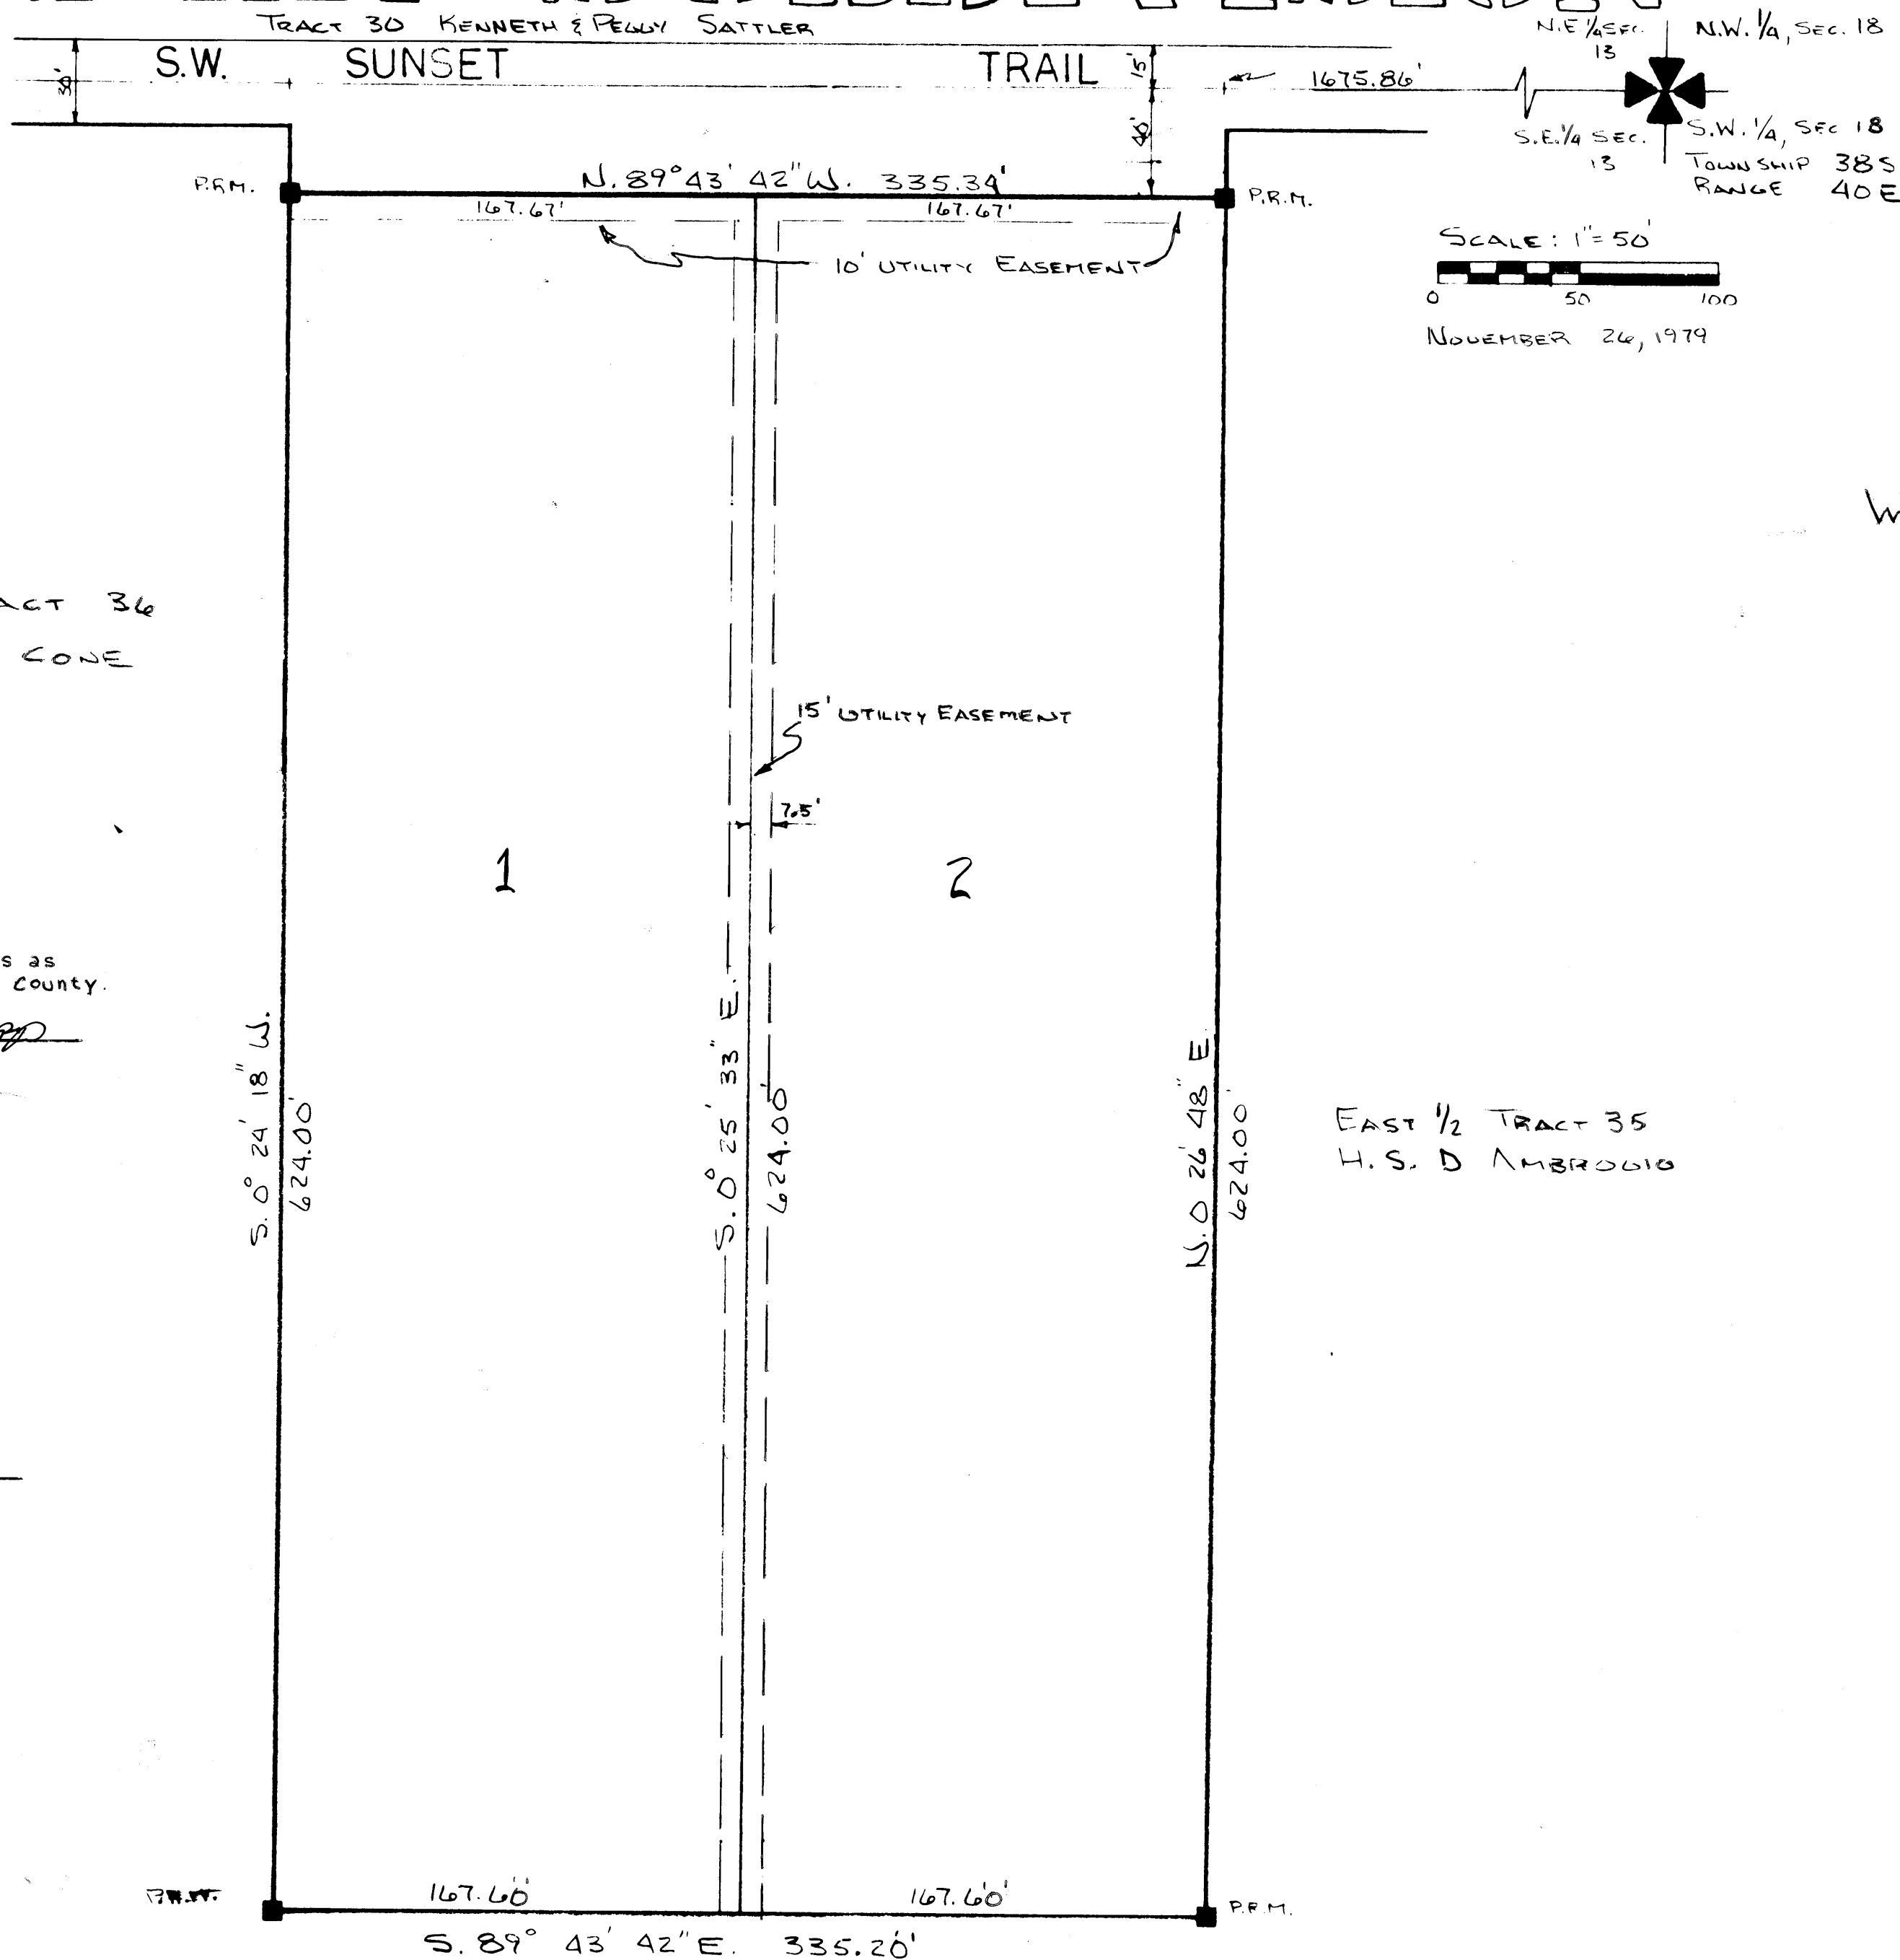 TRACT 30 KENNETH & PEGGY SATTLER
N.E 1/4 SEC. 13
N.W. 1/4, SEC. 18
S.W. SUNSET TRAIL
30'
15'
40'
1675.86'
S.E. 1/4 SEC. 13
S.W. 1/4, SEC 18
TOWNSHIP 38S
RANGE 40E
P.R.M.
N. 89° 43' 42" W. 335.34'
P.R.M.
167.67'
167.67'
10' UTILITY EASEMENT
SCALE: 1"=50'
0 50 100
NOVEMBER 26, 1979
W
ACT 36
CONE
15' UTILITY EASEMENT
7.5'
1
2
s as
County.
S. 0° 24' 18" W.
624.00'
S. 0° 25' 33" E.
624.00'
N. 0 26' 48" E.
624.00'
EAST 1/2 TRACT 35
H. S. D AMBROGIO
P.R.M.
167.60'
167.60'
P.R.M.
S. 89° 43' 42" E. 335.20'